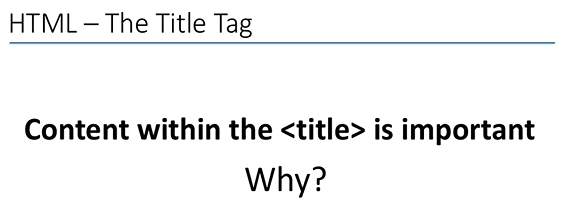 HTML – The Title Tag
Content within the <title> is important
Why?